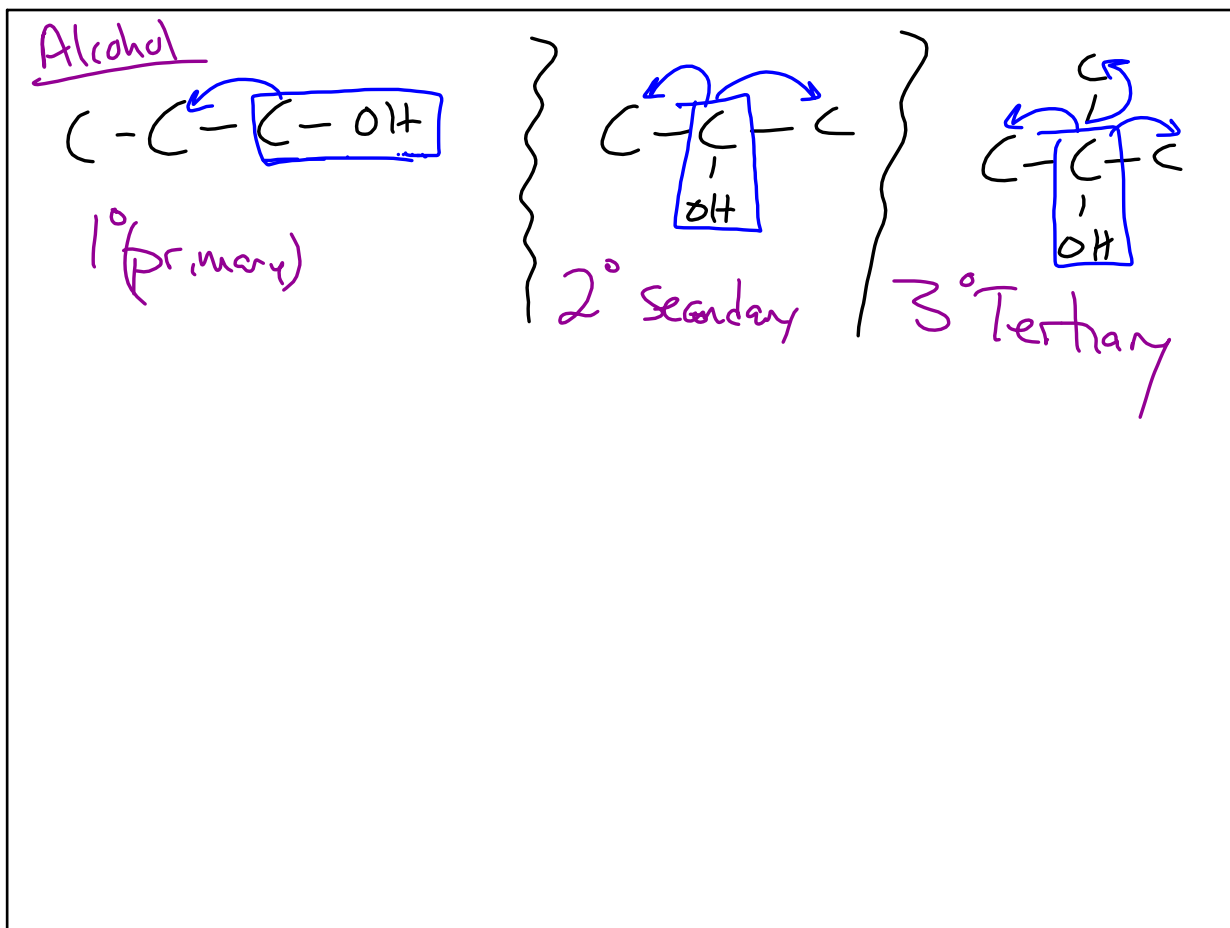 Alcohol
C - C - C - OH
1° (primary)
C - C - C
OH
2° secondary
C
C - C - C
OH
3° Tertiary